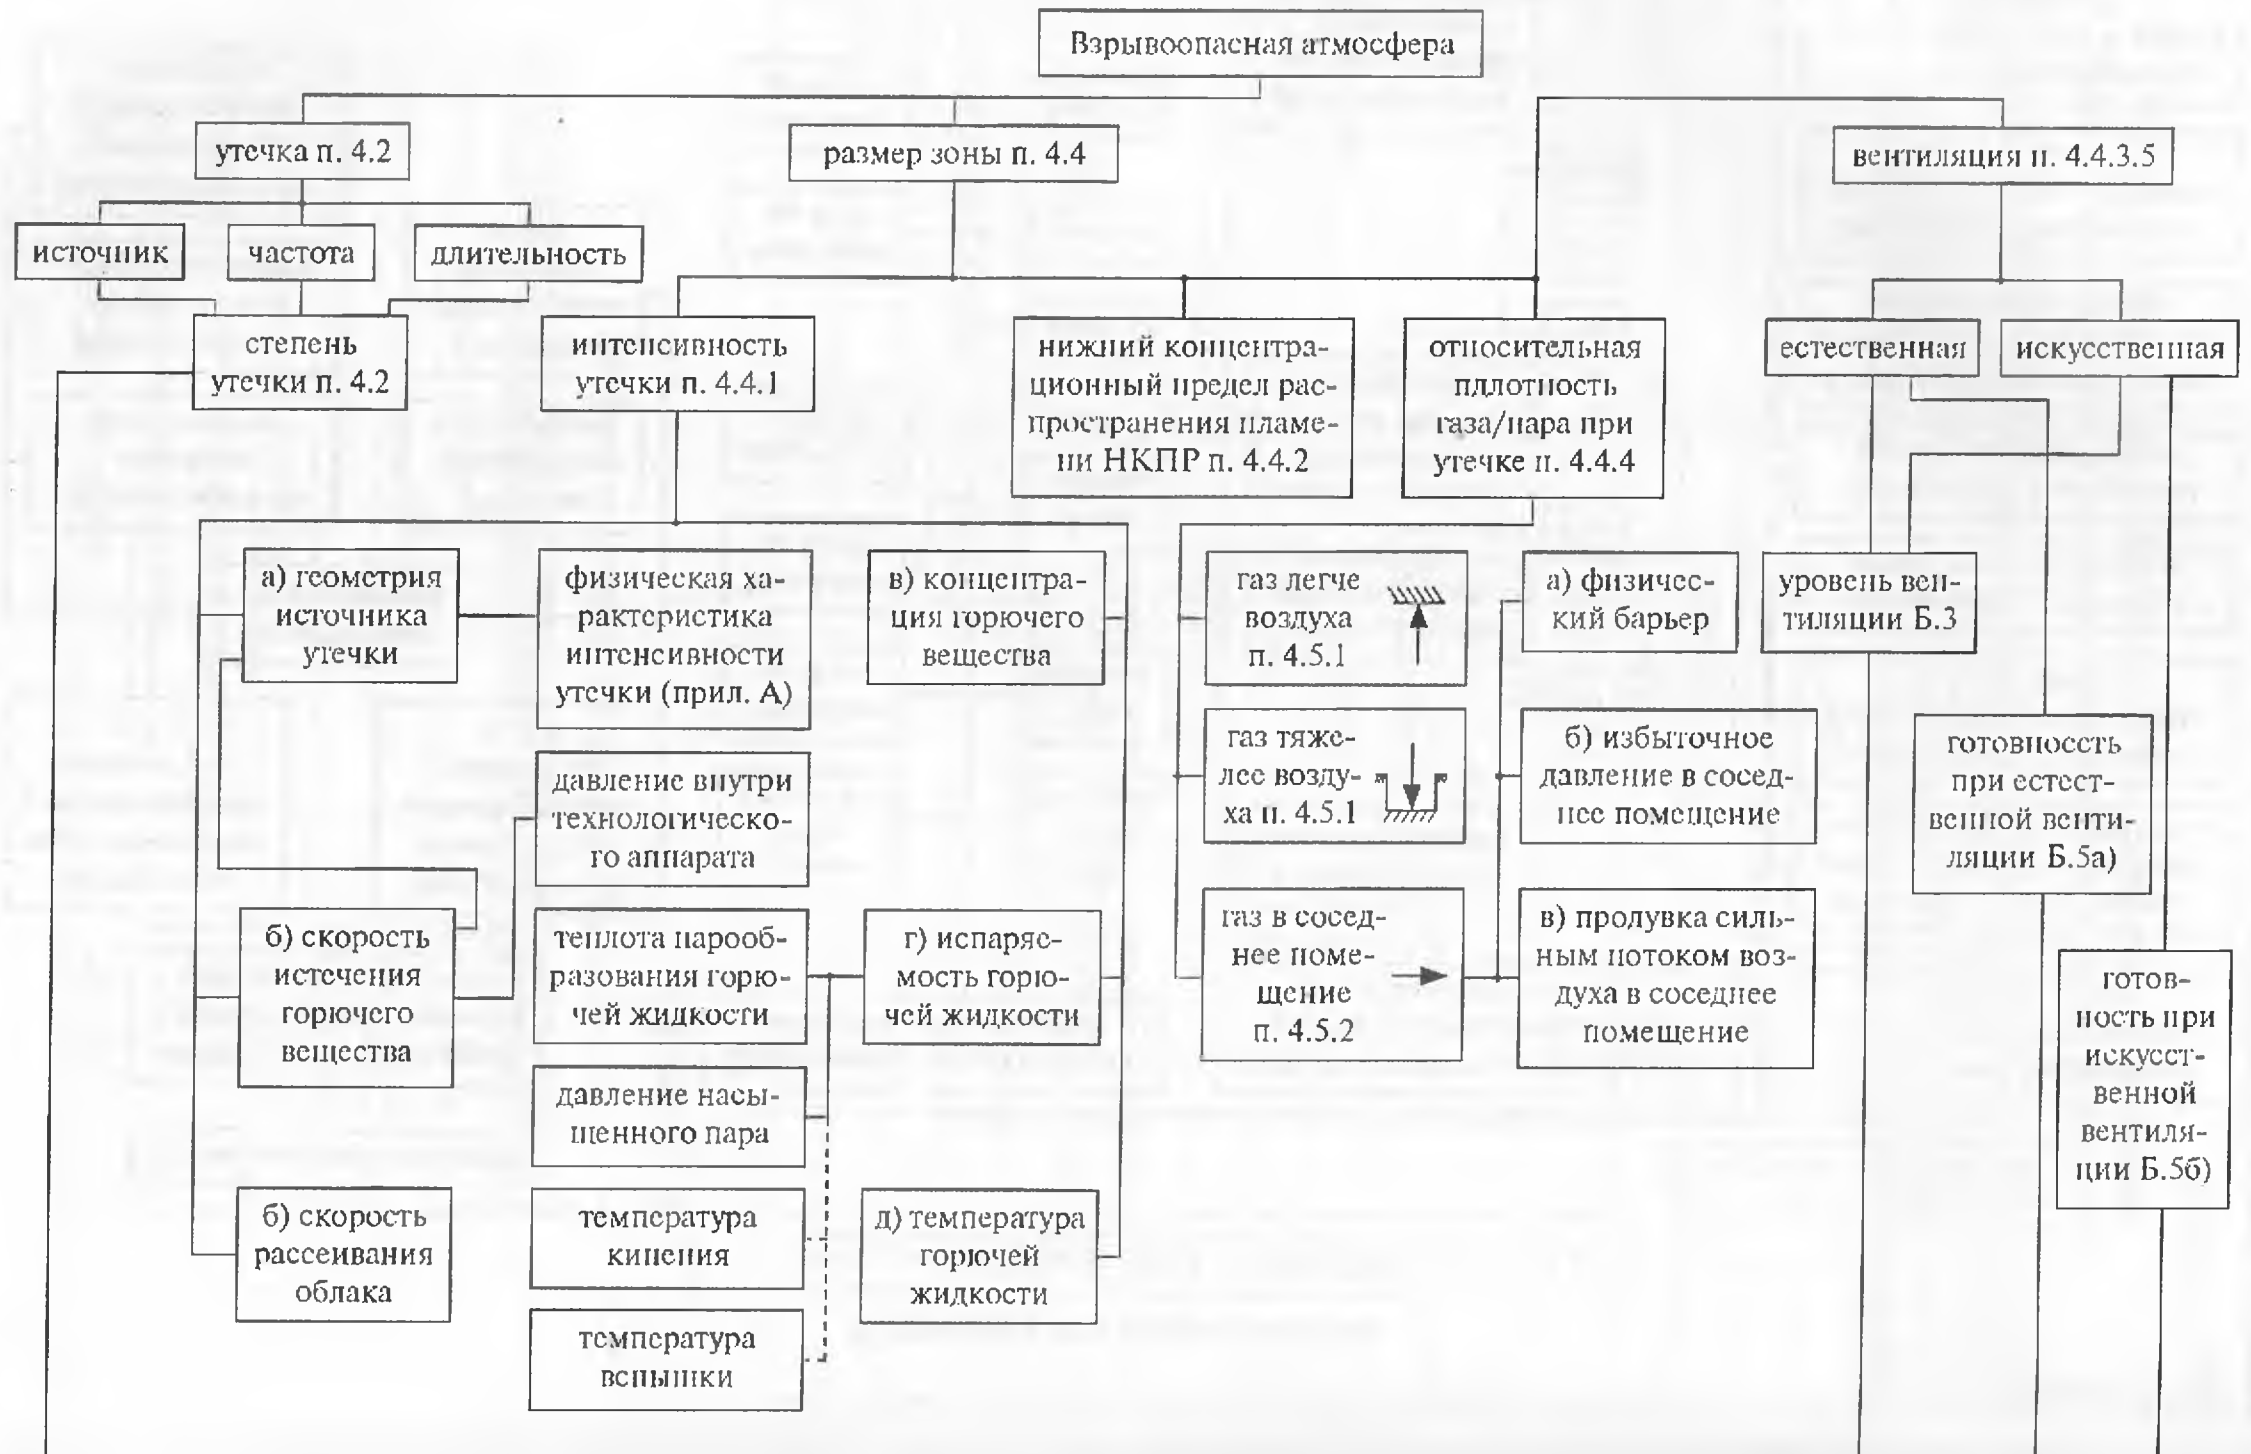 Взрывоопасная атмосфера
утечка п. 4.2
размер зоны п. 4.4
вентиляция п. 4.4.3.5
источник
частота
длительность
степень
утечки п. 4.2
интенсивность
утечки п. 4.4.1
нижний концентра-
ционный предел рас-
пространения пламе-
ни НКПР п. 4.4.2
относительная
пллотность
газа/пара при
утечке п. 4.4.4
естественная
искусственная
а) геометрия
источника
утечки
физическая ха-
рактеристика
интенсивности
утечки (прил. А)
в) концентра-
ция горючего
вещества
газ легче
воздуха
п. 4.5.1
а) физичес-
кий барьер
уровень вен-
тиляции Б.3
давление внутри
технологическо-
го аппарата
газ тяже-
лее возду-
ха п. 4.5.1
б) избыточное
давление в сосед-
нее помещение
готовноссть
при естест-
венной венти-
ляции Б.5а)
б) скорость
истечения
горючего
вещества
теплота парооб-
разования горю-
чей жидкости
г) испаряе-
мость горю-
чей жидкости
газ в сосед-
нее поме-
щение
п. 4.5.2
в) продувка силь-
ным потоком воз-
духа в соседнее
помещение
готов-
ность при
искусст-
венной
вентиля-
ции Б.5б)
давление насы-
щенного пара
б) скорость
рассеивания
облака
температура
кипения
д) температура
горючей
жидкости
температура
вспышки